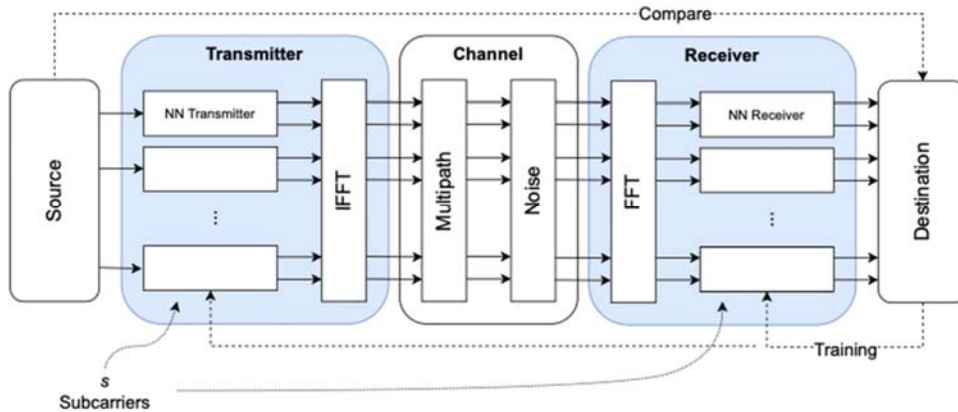 Compare
Transmitter
Channel
Receiver
Source
NN Transmitter
...
IFFT
Multipath
Noise
FFT
NN Receiver
...
Destination
Training
s
Subcarriers